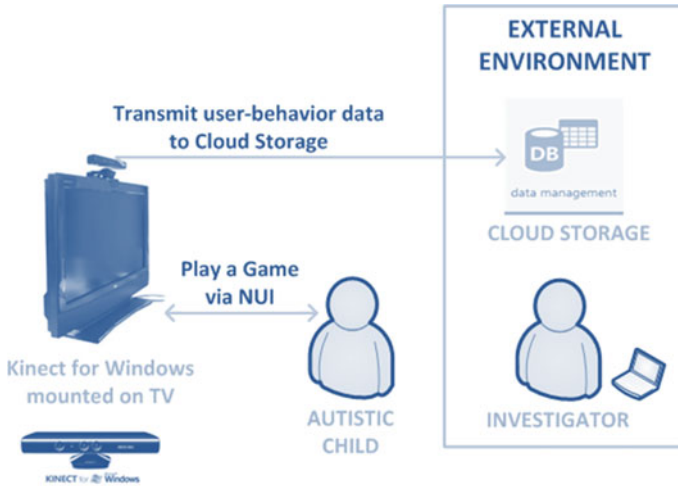 EXTERNAL
ENVIRONMENT
Transmit user-behavior data
to Cloud Storage
DB
data management
CLOUD STORAGE
Play a Game
via NUI
Kinect for Windows
mounted on TV
AUTISTIC
CHILD
INVESTIGATOR
KINECT for Windows